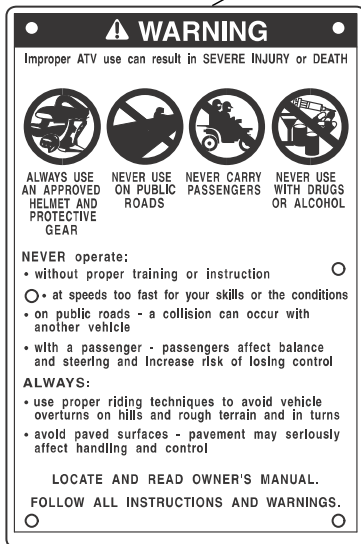 WARNING
Improper ATV use can result in SEVERE INJURY or DEATH
ALWAYS USE
AN APPROVED
HELMET AND
PROTECTIVE
GEAR
NEVER USE
ON PUBLIC
ROADS
NEVER CARRY
PASSENGERS
NEVER USE
WITH DRUGS
OR ALCOHOL
NEVER operate:
• without proper training or instruction
• at speeds too fast for your skills or the conditions
• on public roads - a collision can occur with
another vehicle
• with a passenger - passengers affect balance
and steering and increase risk of losing control
ALWAYS:
• use proper riding techniques to avoid vehicle
overturns on hills and rough terrain and in turns
• avoid paved surfaces - pavement may seriously
affect handling and control
LOCATE AND READ OWNER'S MANUAL.
FOLLOW ALL INSTRUCTIONS AND WARNINGS.